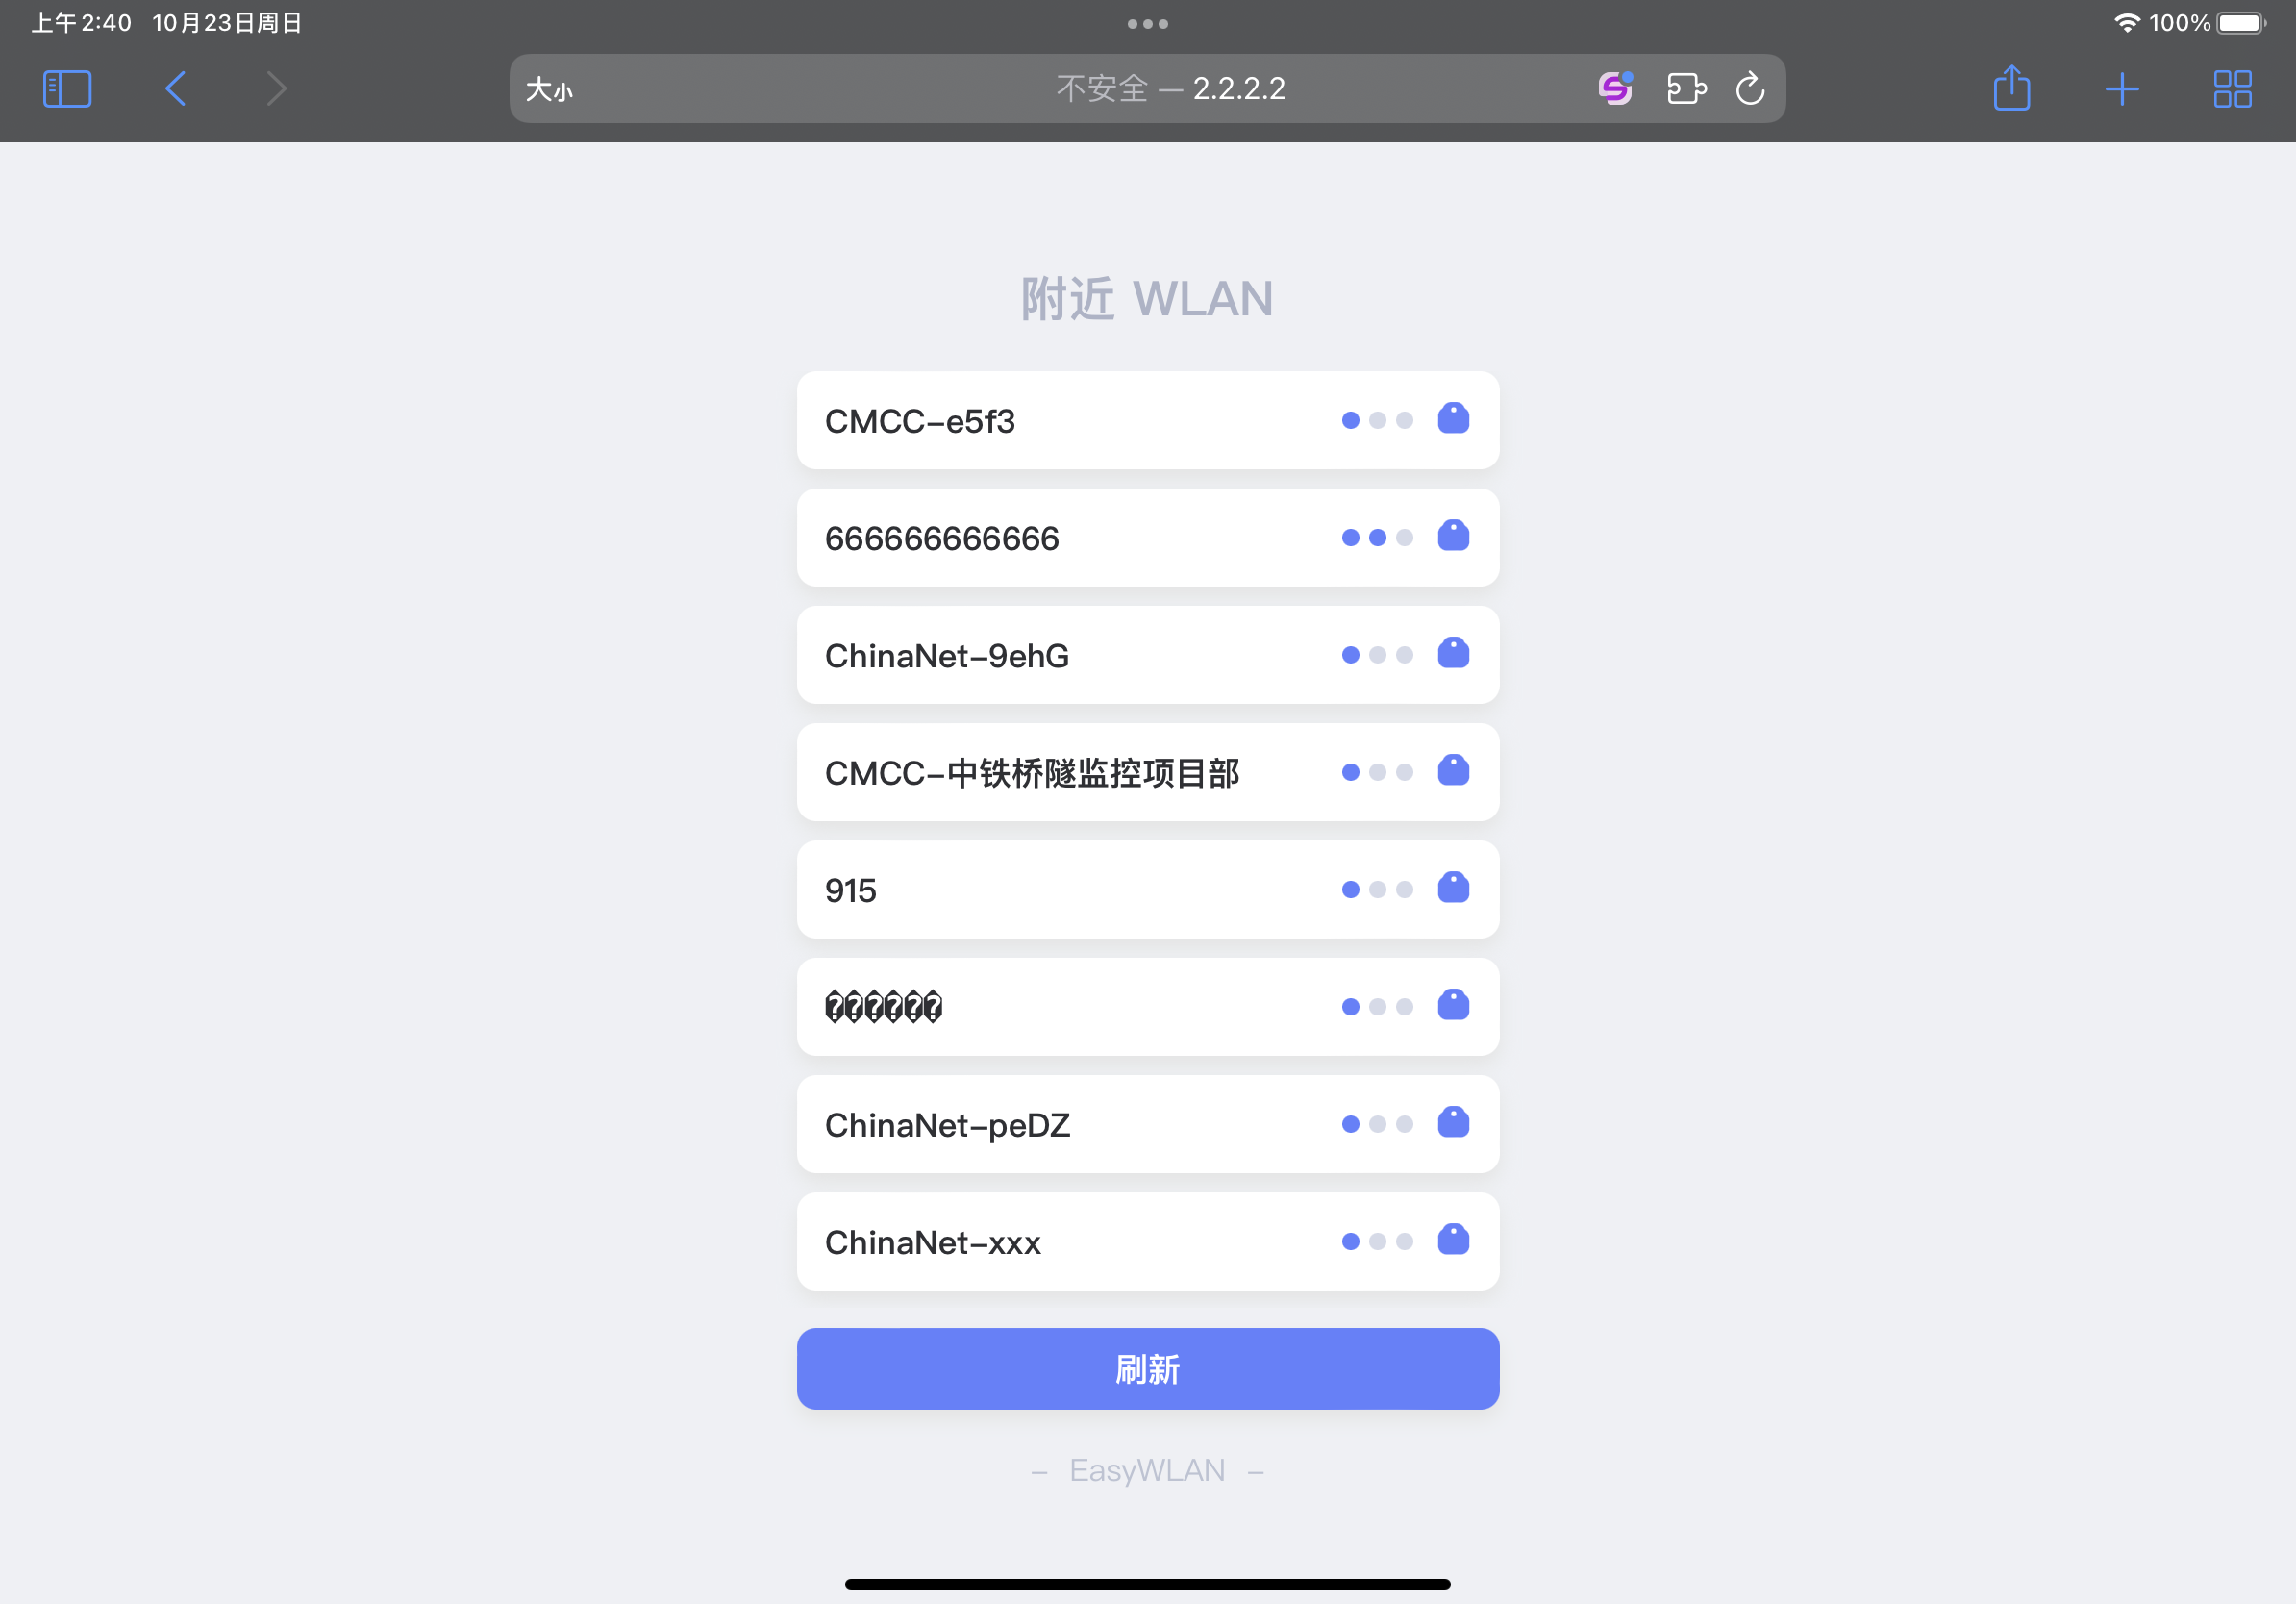 上午2:40 10月23日周日
100%
大小
不安全 — 2.2.2.2
附近 WLAN
CMCC-e5f3
666666666666
ChinaNet-9ehG
CMCC-中铁桥隧监控项目部
915
������
ChinaNet-peDZ
ChinaNet-xxx
刷新
- EasyWLAN -